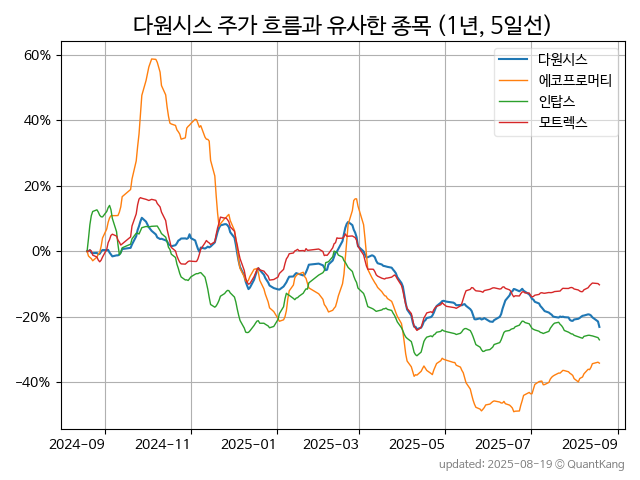 다원시스 주가 흐름과 유사한 종목 (1년, 5일선)
다원시스
에코프로머티
인탑스
모트렉스
60%
40%
20%
0%
−20%
−40%
2024-09 2024-11 2025-01 2025-03 2025-05 2025-07 2025-09
updated: 2025-08-19 © QuantKang